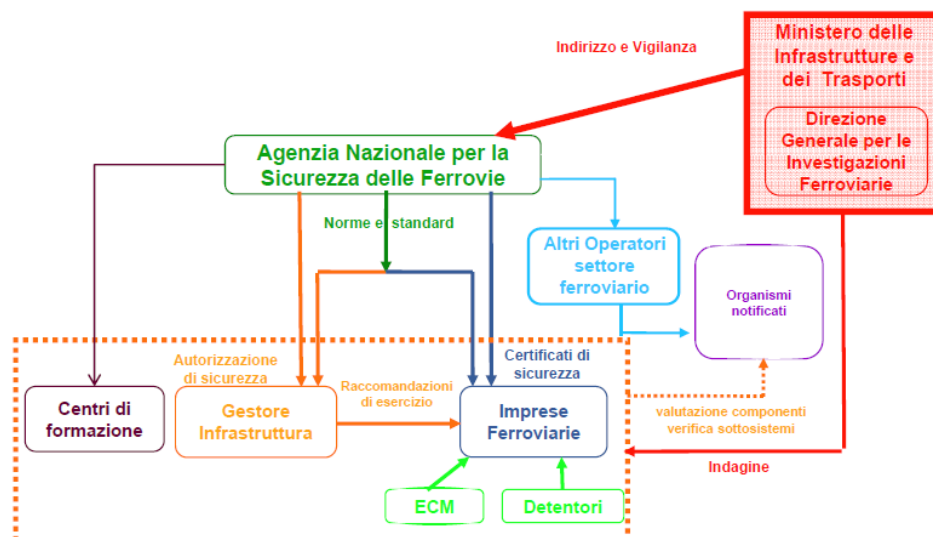 Indirizzo e Vigilanza
Ministero delle
Infrastrutture e
dei Trasporti
Direzione
Generale per le
Investigazioni
Ferroviarie
Agenzia Nazionale per la
Sicurezza delle Ferrovie
Norme e standard
Altri Operatori
settore
ferroviario
Organismi
notificati
Autorizzazione
di sicurezza
Raccomandazioni
di esercizio
Certificati di
sicurezza
Centri di
formazione
Gestore
Infrastruttura
Imprese
Ferroviarie
valutazione componenti
verifica sottosistemi
Indagine
ECM
Detentori